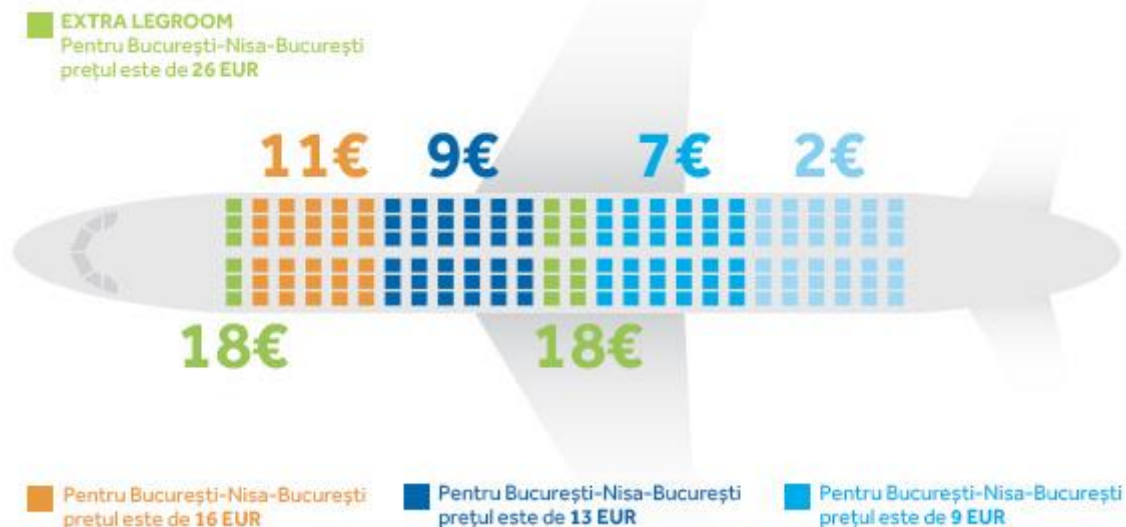 EXTRA LEGROOM
Pentru București-Nisa-București
prețul este de 26 EUR
11€ 9€ 7€ 2€
18€ 18€
Pentru București-Nisa-București
prețul este de 16 EUR
Pentru București-Nisa-București
prețul este de 13 EUR
Pentru București-Nisa-București
prețul este de 9 EUR